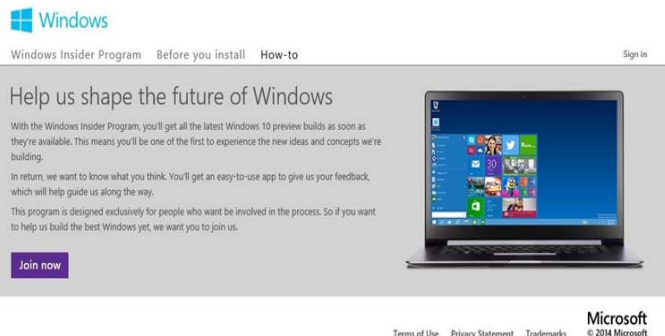 Windows
Windows Insider Program Before you install How-to Sign in
Help us shape the future of Windows
With the Windows Insider Program, you'll get all the latest Windows 10 preview builds as soon as
they're available. This means you'll be one of the first to experience the new ideas and concepts we're
building.
In return, we want to know what you think. You'll get an easy-to-use app to give us your feedback,
which will help guide us along the way.
This program is designed exclusively for people who want be involved in the process. So if you want
to help us build the best Windows yet, we want you to join us.
Join now
30
Microsoft
Terms of Use Privacy Statement Trademarks © 2014 Microsoft